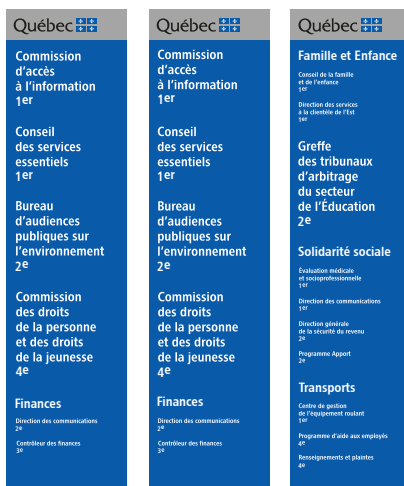 Québec
Commission
d'accès
à l'information
1er
Conseil
des services
essentiels
1er
Bureau
d'audiences
publiques sur
l'environnement
2e
Commission
des droits
de la personne
et des droits
de la jeunesse
4e
Finances
Direction des communications
2e
Contrôleur des finances
3e
Québec
Commission
d'accès
à l'information
1er
Conseil
des services
essentiels
1er
Bureau
d'audiences
publiques sur
l'environnement
2e
Commission
des droits
de la personne
et des droits
de la jeunesse
4e
Finances
Direction des communications
2e
Contrôleur des finances
3e
Québec
Famille et Enfance
Conseil de la famille
et de l'enfance
1er
Direction des services
à la clientèle de l'Est
1er
Greffe
des tribunaux
d'arbitrage
du secteur
de l'Éducation
2e
Solidarité sociale
Évaluation médicale
et socioprofessionnelle
1er
Direction des communications
1er
Direction générale
de la sécurité du revenu
2e
Programme Apport
2e
Transports
Centre de gestion
de l'équipement roulant
1er
Programme d'aide aux employés
4e
Renseignements et plaintes
4e